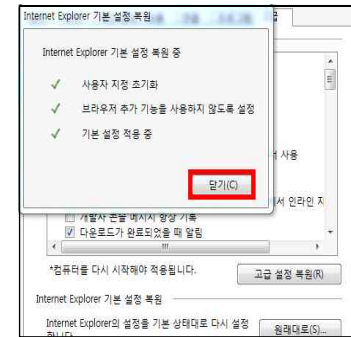 Internet Explorer 기본 설정 복원
Internet Explorer 기본 설정 복원 중
사용자 지정 초기화
브라우저 추가 기능을 사용하지 않도록 설정
기본 설정 적용 중
닫기(C)
사용
에서 인라인
개발자 콘솔 메시지 항상 기록
다운로드가 완료되었을 때 알림
*컴퓨터를 다시 시작해야 적용됩니다.
고급 설정 복원(R)
Internet Explorer 기본 설정 복원
Internet Explorer의 설정을 기본 상태대로 다시 설정
합니다.
원래대로(S)...